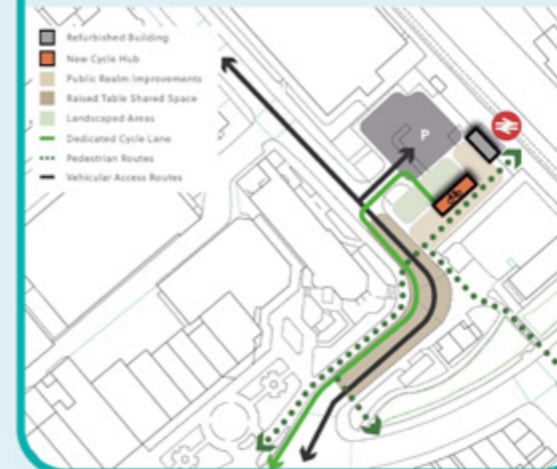 Refurbished Building
New Cycle Hub
Public Realm Improvements
Raised Table Shared Space
Landscaped Areas
Dedicated Cycle Lane
Pedestrian Routes
Vehicular Access Routes
P